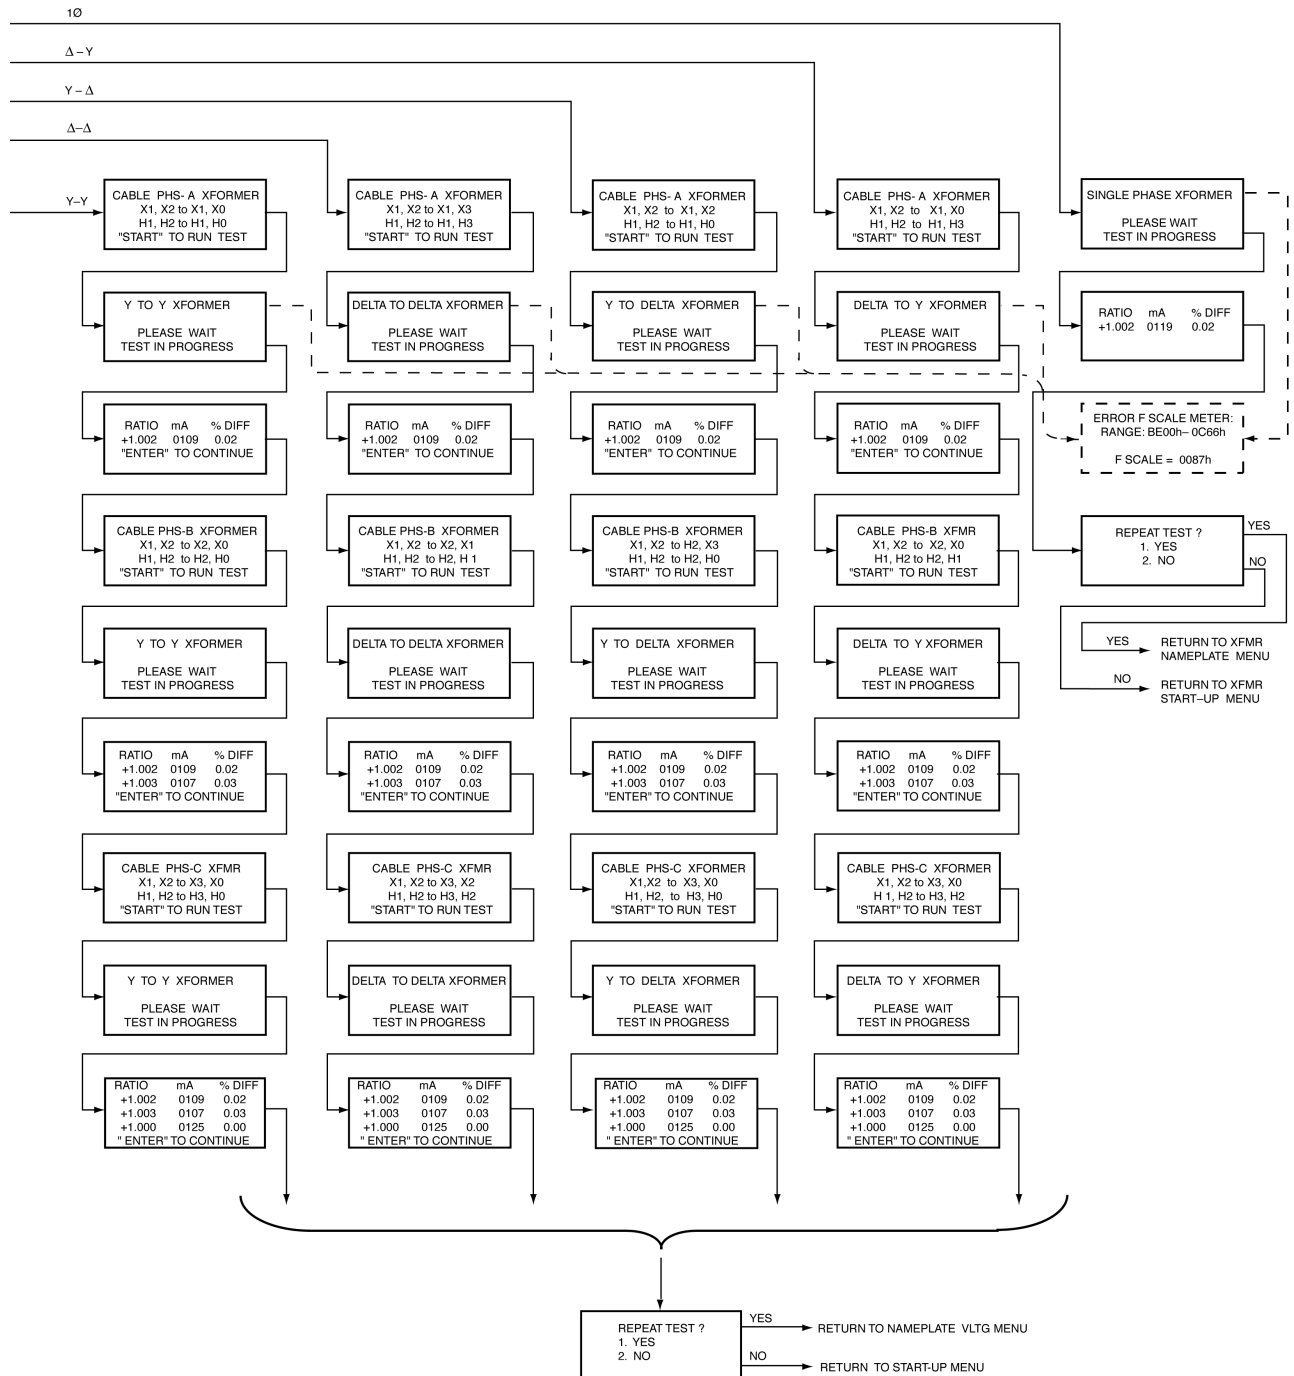 1Ø
Δ – Y
Y – Δ
Δ–Δ
Y–Y
CABLE PHS- A XFORMER
X1, X2 to X1, X0
H1, H2 to H1, H0
"START" TO RUN TEST
Y TO Y XFORMER
PLEASE WAIT
TEST IN PROGRESS
RATIO mA % DIFF
+1.002 0109 0.02
"ENTER" TO CONTINUE
CABLE PHS-B XFORMER
X1, X2 to X2, X0
H1, H2 to H2, H0
"START" TO RUN TEST
Y TO Y XFORMER
PLEASE WAIT
TEST IN PROGRESS
RATIO mA % DIFF
+1.002 0109 0.02
+1.003 0107 0.03
"ENTER" TO CONTINUE
CABLE PHS-C XFMR
X1, X2 to X3, X0
H1, H2 to H3, H0
"START" TO RUN TEST
Y TO Y XFORMER
PLEASE WAIT
TEST IN PROGRESS
RATIO mA % DIFF
+1.002 0109 0.02
+1.003 0107 0.03
+1.000 0125 0.00
" ENTER" TO CONTINUE
CABLE PHS- A XFORMER
X1, X2 to X1, X3
H1, H2 to H1, H3
"START" TO RUN TEST
DELTA TO DELTA XFORMER
PLEASE WAIT
TEST IN PROGRESS
RATIO mA % DIFF
+1.002 0109 0.02
"ENTER" TO CONTINUE
CABLE PHS-B XFORMER
X1, X2 to X2, X1
H1, H2 to H2, H 1
"START" TO RUN TEST
DELTA TO DELTA XFORMER
PLEASE WAIT
TEST IN PROGRESS
RATIO mA % DIFF
+1.002 0109 0.02
+1.003 0107 0.03
"ENTER" TO CONTINUE
CABLE PHS-C XFMR
X1, X2 to X3, X2
H1, H2 to H3, H2
"START" TO RUN TEST
DELTA TO DELTA XFORMER
PLEASE WAIT
TEST IN PROGRESS
RATIO mA % DIFF
+1.002 0109 0.02
+1.003 0107 0.03
+1.000 0125 0.00
" ENTER" TO CONTINUE
CABLE PHS- A XFORMER
X1, X2 to X1, X2
H1, H2 to H1, H0
"START" TO RUN TEST
Y TO DELTA XFORMER
PLEASE WAIT
TEST IN PROGRESS
RATIO mA % DIFF
+1.002 0109 0.02
"ENTER" TO CONTINUE
CABLE PHS-B XFORMER
X1, X2 to H2, X3
H1, H2 to H2, H0
"START" TO RUN TEST
Y TO DELTA XFORMER
PLEASE WAIT
TEST IN PROGRESS
RATIO mA % DIFF
+1.002 0109 0.02
+1.003 0107 0.03
"ENTER" TO CONTINUE
CABLE PHS-C XFORMER
X1,X2 to X3, X0
H1, H2, to H3, H0
"START" TO RUN TEST
Y TO DELTA XFORMER
PLEASE WAIT
TEST IN PROGRESS
RATIO mA % DIFF
+1.002 0109 0.02
+1.003 0107 0.03
+1.000 0125 0.00
" ENTER" TO CONTINUE
CABLE PHS- A XFORMER
X1, X2 to X1, X0
H1, H2 to H1, H3
"START" TO RUN TEST
DELTA TO Y XFORMER
PLEASE WAIT
TEST IN PROGRESS
RATIO mA % DIFF
+1.002 0109 0.02
"ENTER" TO CONTINUE
CABLE PHS-B XFMR
X1, X2 to X2, X0
H1, H2 to H2, H1
"START" TO RUN TEST
DELTA TO Y XFORMER
PLEASE WAIT
TEST IN PROGRESS
RATIO mA % DIFF
+1.002 0109 0.02
+1.003 0107 0.03
"ENTER" TO CONTINUE
CABLE PHS-C XFORMER
X1, X2 to X3, X0
H 1, H2 to H3, H2
"START" TO RUN TEST
DELTA TO Y XFORMER
PLEASE WAIT
TEST IN PROGRESS
RATIO mA % DIFF
+1.002 0109 0.02
+1.003 0107 0.03
+1.000 0125 0.00
" ENTER" TO CONTINUE
SINGLE PHASE XFORMER
PLEASE WAIT
TEST IN PROGRESS
RATIO mA % DIFF
+1.002 0119 0.02
ERROR F SCALE METER:
RANGE: BE00h– 0C66h
F SCALE = 0087h
REPEAT TEST ?
1. YES
2. NO
YES
NO
YES
RETURN TO XFMR
NAMEPLATE MENU
NO
RETURN TO XFMR
START–UP MENU
REPEAT TEST ?
1. YES
2. NO
YES
RETURN TO NAMEPLATE VLTG MENU
NO
RETURN TO START-UP MENU